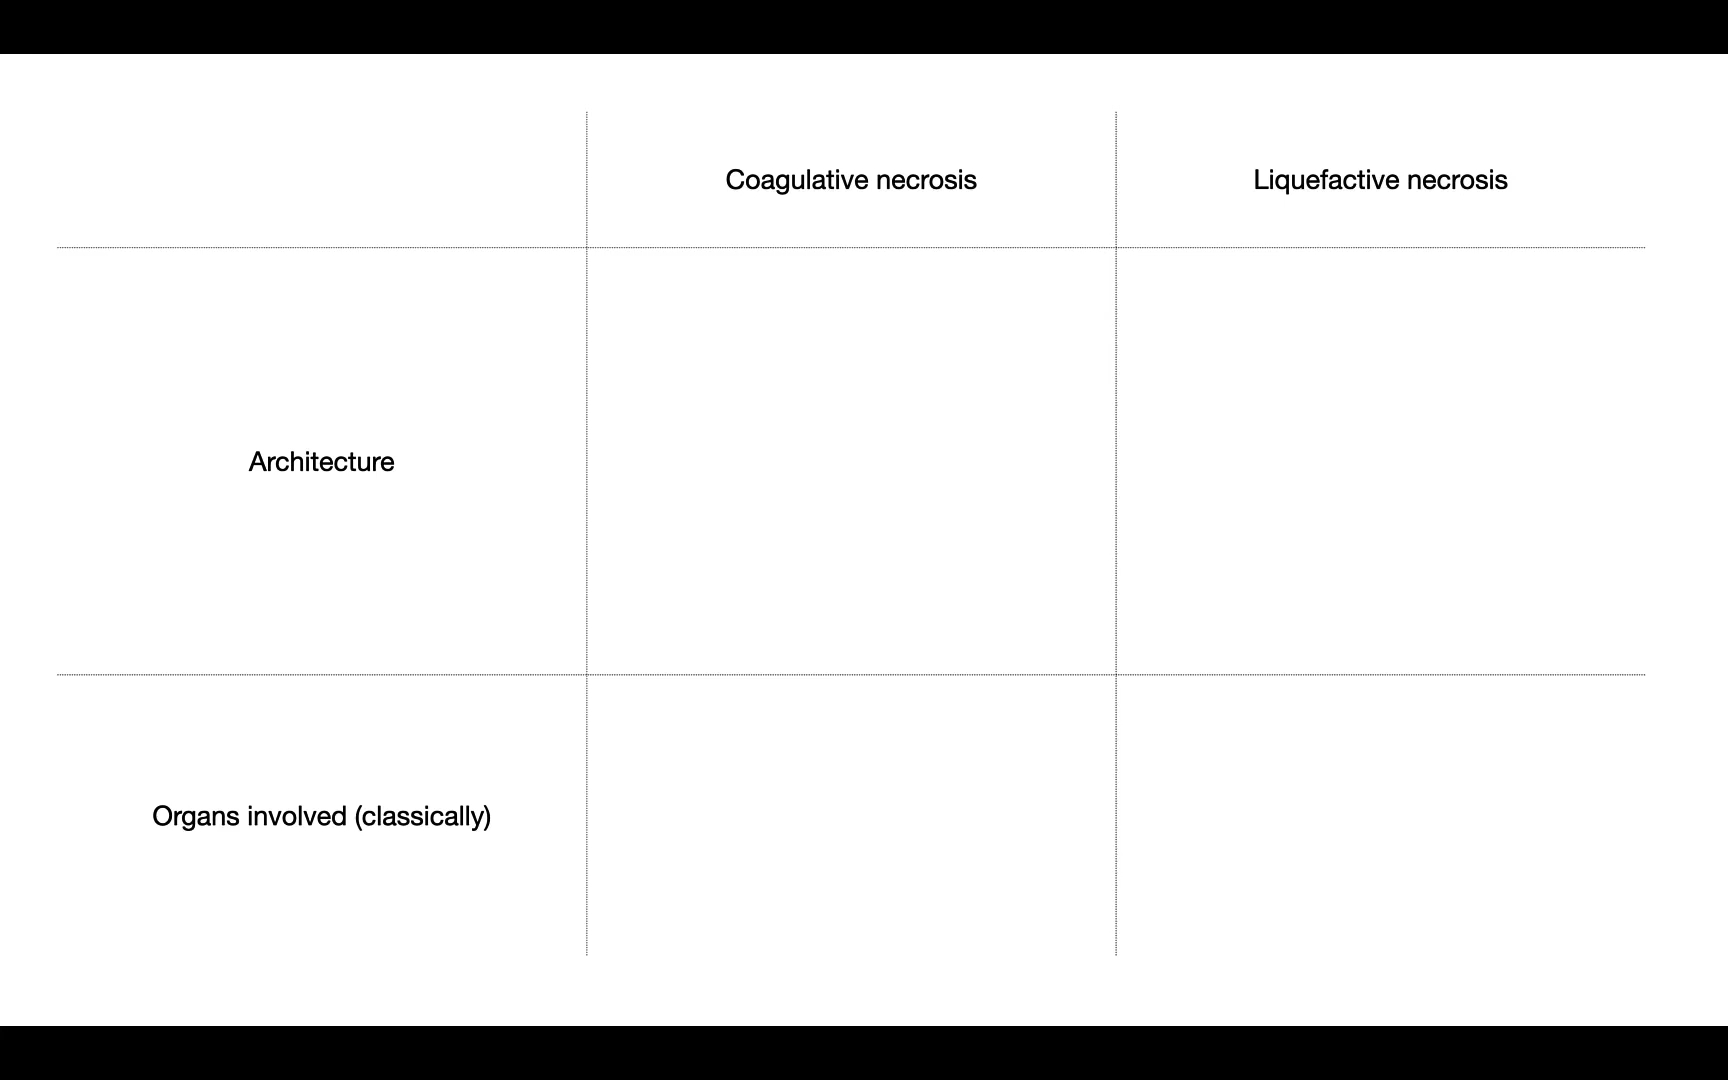 Coagulative necrosis
Liquefactive necrosis
Architecture
Organs involved (classically)